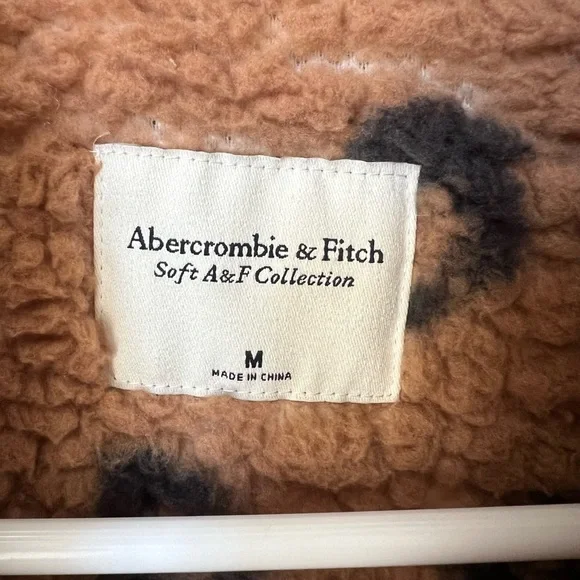 Abercrombie & Fitch
Soft A&F Collection
M
MADE IN CHINA